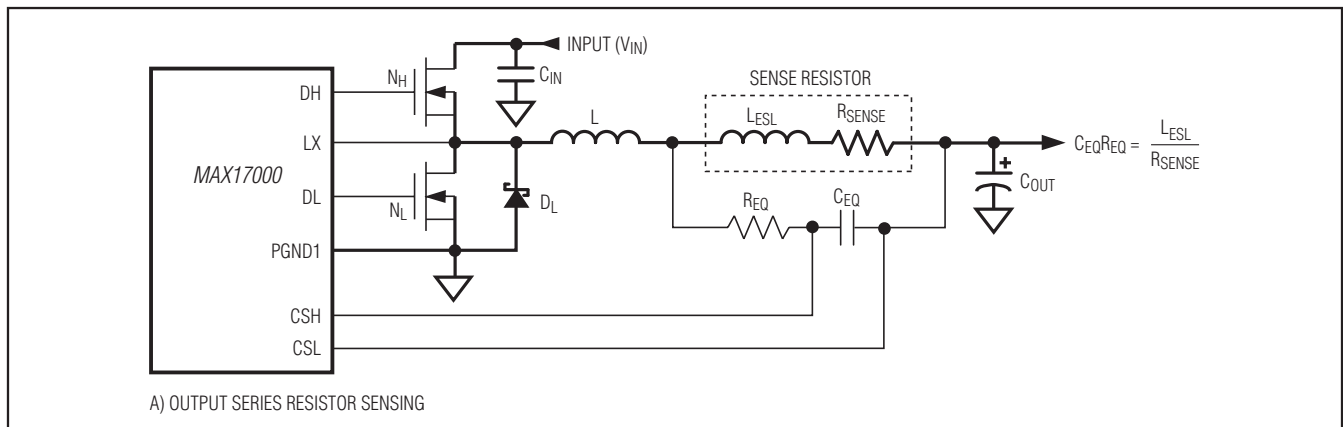 INPUT (VIN)
NH
CIN
SENSE RESISTOR
DH
LX
L
LESL
RSENSE
CEQREQ = LESL
RSENSE
MAX17000
+
COUT
DL
NL
DL
REQ
CEQ
PGND1
CSH
CSL
A) OUTPUT SERIES RESISTOR SENSING